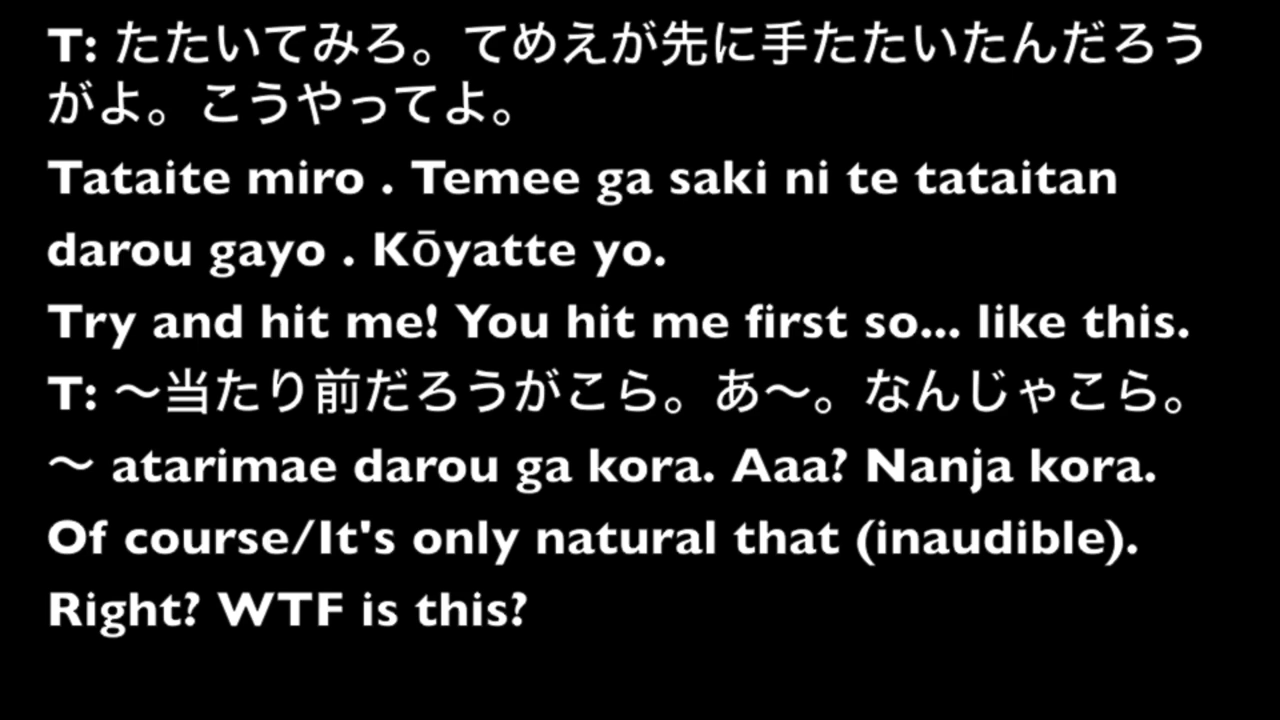 T: たたいてみろ。てめえが先に手たたいたんだろう
がよ。こうやってよ。
Tataite miro . Temee ga saki ni te tataitan
darou gayo . Kōyatte yo.
Try and hit me! You hit me first so... like this.
T: ～当たり前だろうがこら。あ～。なんじゃこら。
～ atarimae darou ga kora. Aaa? Nanja kora.
Of course/It's only natural that (inaudible).
Right? WTF is this?